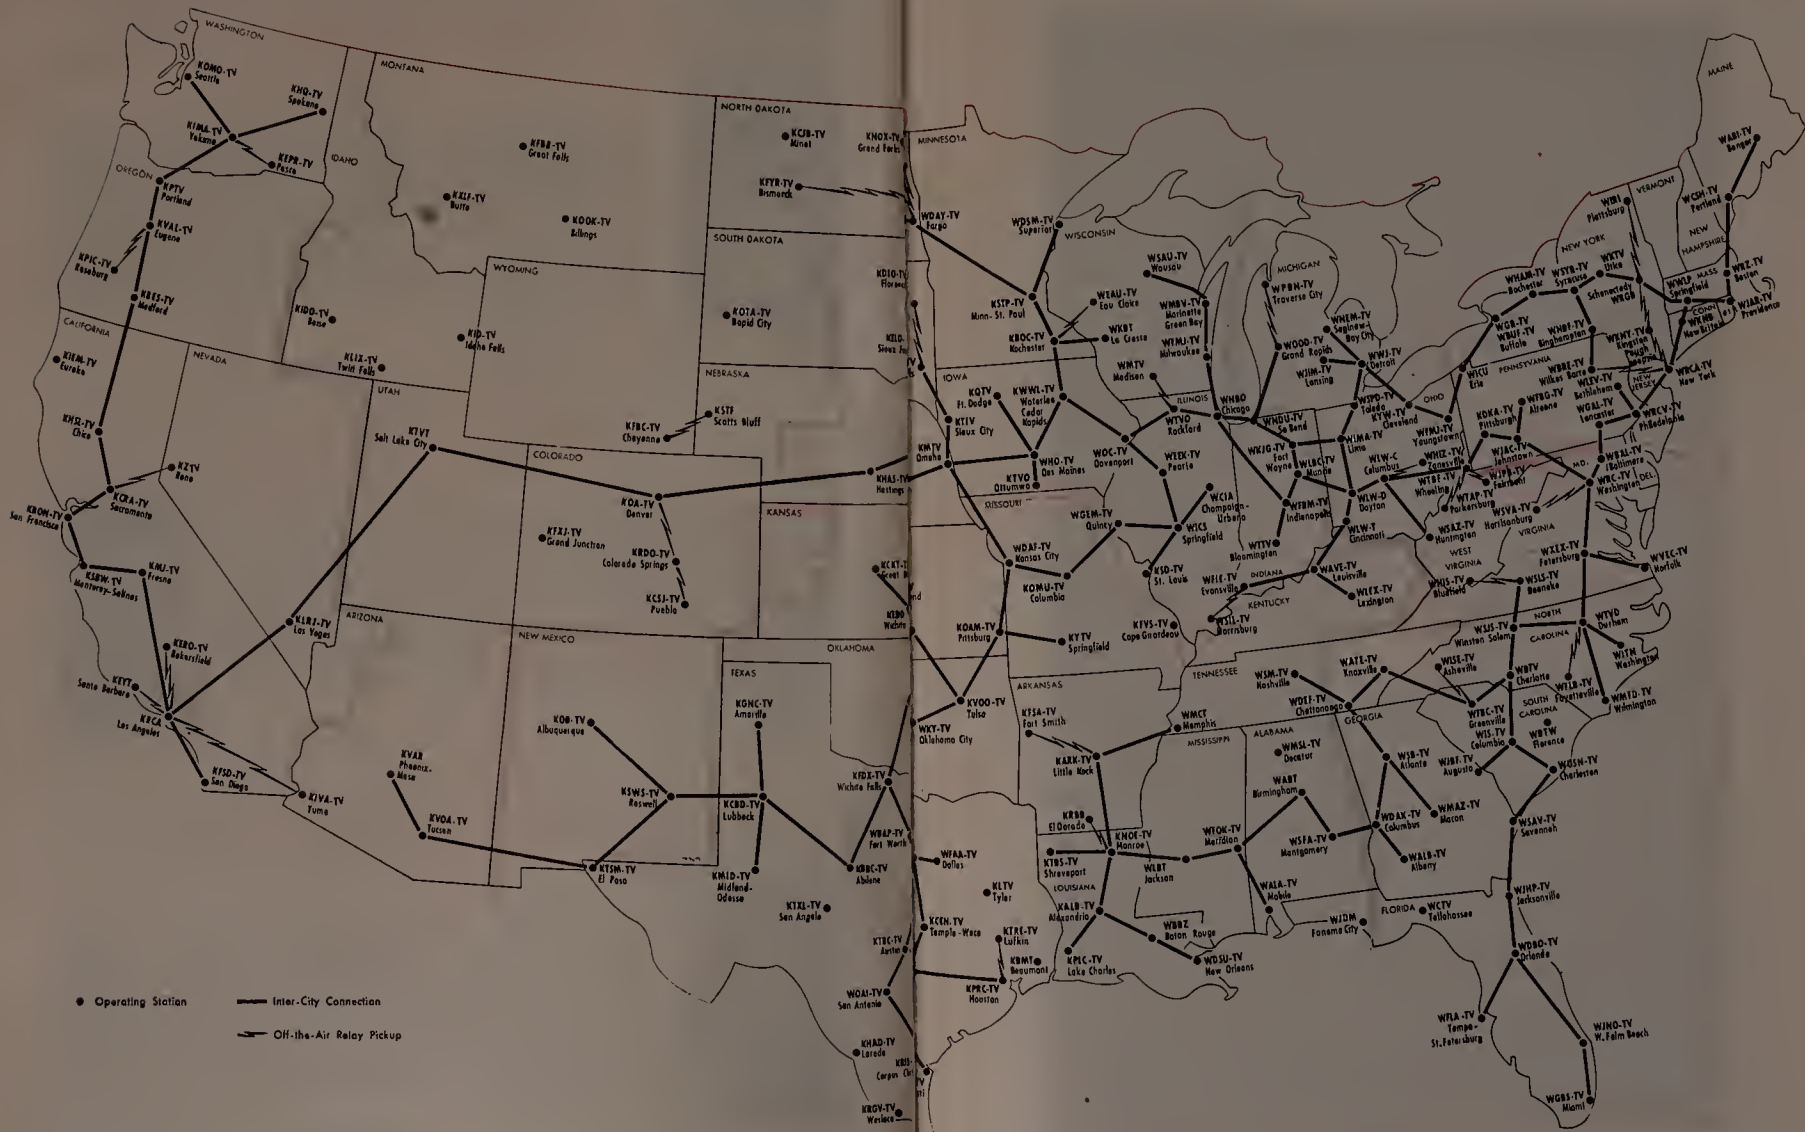 WASHINGTON
KOMO-TV
Seattle
KHQ-TV
Spokane
KIMA-TV
Yakima
KEPR-TV
Pasco
OREGON
KPTV
Portland
KVAL-TV
Eugene
KPIC-TV
Roseburg
KBES-TV
Medford
IDAHO
KIDO-TV
KID-TV
Idaho Falls
KLIX-TV
Twin Falls
MONTANA
KFBB-TV
Great Falls
KXLF-TV
Butte
KOOK-TV
Billings
WYOMING
KFBC-TV
Cheyenne
NORTH DAKOTA
KCJB-TV
Minot
KNOX-TV
Grand Forks
KFYR-TV
Bismarck
WDAY-TV
Fargo
SOUTH DAKOTA
KOTA-TV
KELO-
NEBRASKA
KSTF
Scotts Bluff
KMTV
Omaha
KHAS-TV
Hastings
CALIFORNIA
KIEM-TV
Eureka
KHSL-TV
Chico
KCRA-TV
Sacramento
KRON-TV
San Francisco
KSBW-TV
Monterey-Salinas
KMJ-TV
Fresno
KERO-TV
Bakersfield
KEYT
Santa Barbara
KRCA
Los Angeles
KFSD-TV
San Diego
NEVADA
KZTV
Reno
KLRJ-TV
Las Vegas
UTAH
KTVT
Salt Lake City
ARIZONA
KIVA-TV
Yuma
KVAR
Phoenix-
Mesa
KVOA-TV
Tucson
COLORADO
KOA-TV
Denver
KFXJ-TV
Grand Junction
KRDO-TV
Colorado Springs
KCSJ-TV
Pueblo
NEW MEXICO
KOB-TV
Albuquerque
KSWS-TV
Roswell
KANSAS
Wichita
OKLAHOMA
KVOO-TV
Tulsa
WKY-TV
Oklahoma City
TEXAS
KGNC-TV
Amarillo
KCBD-TV
Lubbock
KMID-TV
Midland-
Odessa
KTSM-TV
El Paso
KFDX-TV
Wichita Falls
WBAP-TV
Fort Worth
KRBC-TV
Abilene
KTXL-TV
San Angelo
WFAA-TV
Dallas
KLTV
Tyler
KCEN-TV
Temple-Waco
KTRE-TV
Lufkin
KTBC-TV
Austin
KBMT
Beaumont
KPRC-TV
Houston
WOAI-TV
San Antonio
KHAD-TV
Laredo
KRIS-
KRGV-TV
Weslaco
MINNESOTA
WDSM-TV
Superior
KSTP-TV
Minn-St. Paul
KROC-TV
Rochester
WISCONSIN
WSAU-TV
Wausau
WEAU-TV
WKBT
La Crosse
WMBV-TV
Marinette
Green Bay
WTMJ-TV
Milwaukee
WMTV
Madison
IOWA
KQTV
Ft. Dodge
KWWL-TV
Waterloo
Cedar
Rapids
KTIV
Sioux City
WHO-TV
Des Moines
KTVO
Ottumwa
WOC-TV
Davenport
MISSOURI
WDAF-TV
Kansas City
KOMU-TV
Columbia
KSD-TV
St. Louis
KOAM-TV
Pittsburg
KYTV
Springfield
KFVS-TV
Cape Girardeau
ILLINOIS
WTVO
Rockford
WNBQ
Chicago
WEEK-TV
Peoria
WCIA
Champaign-
Urbana
WGEM-TV
Quincy
WICS
Springfield
WSIL-TV
Harrisburg
MICHIGAN
WPBN-TV
Traverse City
WNEM-TV
Saginaw-
Bay City
WOOD-TV
Grand Rapids
WJIM-TV
Lansing
WWJ-TV
Detroit
INDIANA
WNDU-TV
So Bend
WKJG-TV
Fort
Wayne
WLBC-TV
Muncie
WFBM-TV
Indianapolis
WTTV
Bloomington
WFIE-TV
Evansville
OHIO
WSPD-TV
Toledo
KYW-TV
Cleveland
WFMJ-TV
Youngstown
WIMA-TV
Lima
WLW-C
Columbus
WHIZ-TV
Zanesville
WLW-D
Dayton
WLW-T
Cincinnati
KENTUCKY
WAVE-TV
Louisville
WLEX-TV
Lexington
WEST
VIRGINIA
WTRF-TV
Wheeling
WJPB-TV
Fairmont
WTAP-TV
Parkersburg
WSAZ-TV
Huntington
WHIS-TV
Bluefield
PENNSYLVANIA
WICU
Erie
KDKA-TV
Pittsburgh
WFBG-TV
Altoona
WJAC-TV
Johnstown
WBRE-TV
Wilkes Barre
WLEV-TV
Bethlehem
WGAL-TV
Lancaster
WRCV-TV
Philadelphia
NEW YORK
WHAM-TV
Rochester
WSYR-TV
Syracuse
WKTV
Utica
WGR-TV
WBUF-TV
Buffalo
WNBF-TV
Binghampton
Schenectady
WRGB
WKNY-TV
Kingston
WRCA-TV
New York
Plattsburg
VERMONT
NEW
HAMPSHIRE
MAINE
WABI-TV
Bangor
WCSH-TV
Portland
MASS
WBZ-TV
Boston
WWLP
Springfield
CONN
WKNB
New Britain
WJAR-TV
Providence
NEW
JERSEY
MD.
DEL.
WBAL-TV
Baltimore
WRC-TV
Washington
VIRGINIA
WSVA-TV
Harrisonburg
WXEX-TV
Petersburg
WVEC-TV
Norfolk
WSLS-TV
Roanoke
NORTH
CAROLINA
WSJS-TV
Winston Salem
WTVD
Durham
WITN
Washington
WISE-TV
Asheville
WBTV
Charlotte
WFLB-TV
Fayetteville
WMFD-TV
Wilmington
SOUTH
CAROLINA
WFBC-TV
Greenville
WIS-TV
Columbia
WBTW
Florence
WUSN-TV
Charleston
TENNESSEE
WSM-TV
Nashville
WATE-TV
Knoxville
WDEF-TV
Chattanooga
WMCT
Memphis
ARKANSAS
KFSA-TV
Fort Smith
KARK-TV
Little Rock
KRBB
El Dorado
MISSISSIPPI
WLBT
Jackson
WTOK-TV
Meridian
LOUISIANA
KNOE-TV
Monroe
KTBS-TV
Shreveport
KALB-TV
Alexandria
WBRZ
Baton Rouge
KPLC-TV
Lake Charles
WDSU-TV
New Orleans
ALABAMA
WMSL-TV
Decatur
WABT
Birmingham
WSFA-TV
Montgomery
WALA-TV
Mobile
GEORGIA
WSB-TV
Atlanta
WJBF-TV
Augusta
WMAZ-TV
Macon
WDAK-TV
Columbus
WALB-TV
Albany
WSAV-TV
Savannah
FLORIDA
WJDM
Panama City
WCTV
Tallahassee
WJHP-TV
Jacksonville
WDBO-TV
Orlando
WFLA-TV
Tampa-
St. Petersburg
WJNO-TV
W. Palm Beach
WGBS-TV
Miami
Operating Station
Inter-City Connection
Off-the-Air Relay Pickup